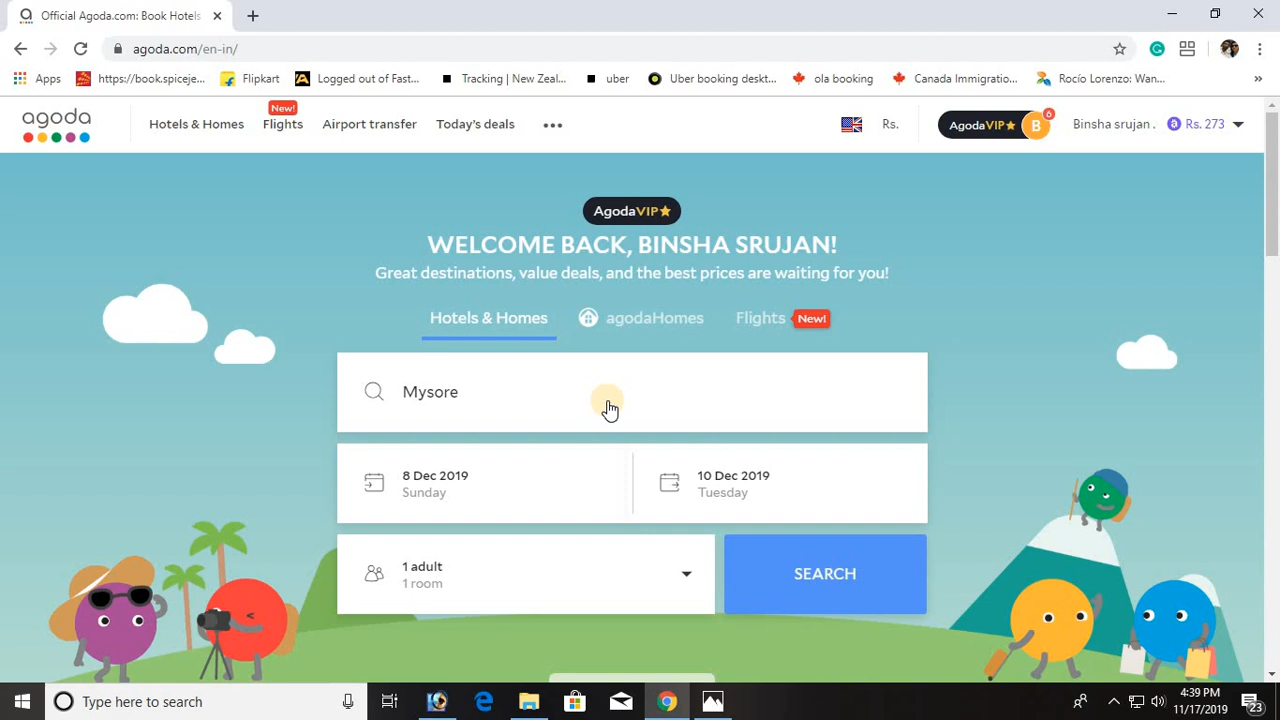 Official Agoda.com: Book Hotels
agoda.com/en-in/
Apps
https://book.spiceje...
Flipkart
Logged out of Fast...
Tracking | New Zeal...
uber
Uber booking deskt...
ola booking
Canada Immigratio...
Rocío Lorenzo: Wan...
»
agoda
Hotels & Homes
New!
Flights
Airport transfer
Today's deals
Rs.
AgodaVIP
B
6
Binsha srujan .
a Rs. 273
AgodaVIP
WELCOME BACK, BINSHA SRUJAN!
Great destinations, value deals, and the best prices are waiting for you!
Hotels & Homes
agodaHomes
Flights New!
Mysore
8 Dec 2019
Sunday
10 Dec 2019
Tuesday
1 adult
1 room
SEARCH
Type here to search
4:39 PM
11/17/2019
23